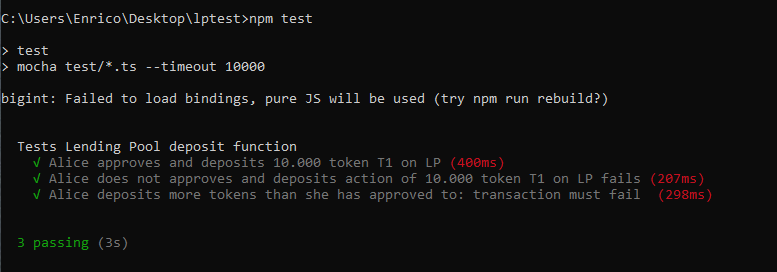 C:\Users\Enrico\Desktop\lptest>npm test
> test
> mocha test/*.ts --timeout 10000
bigint: Failed to load bindings, pure JS will be used (try npm run rebuild?)
Tests Lending Pool deposit function
√ Alice approves and deposits 10.000 token T1 on LP (400ms)
√ Alice does not approves and deposits action of 10.000 token T1 on LP fails (207ms)
√ Alice deposits more tokens than she has approved to: transaction must fail  (298ms)
3 passing (3s)